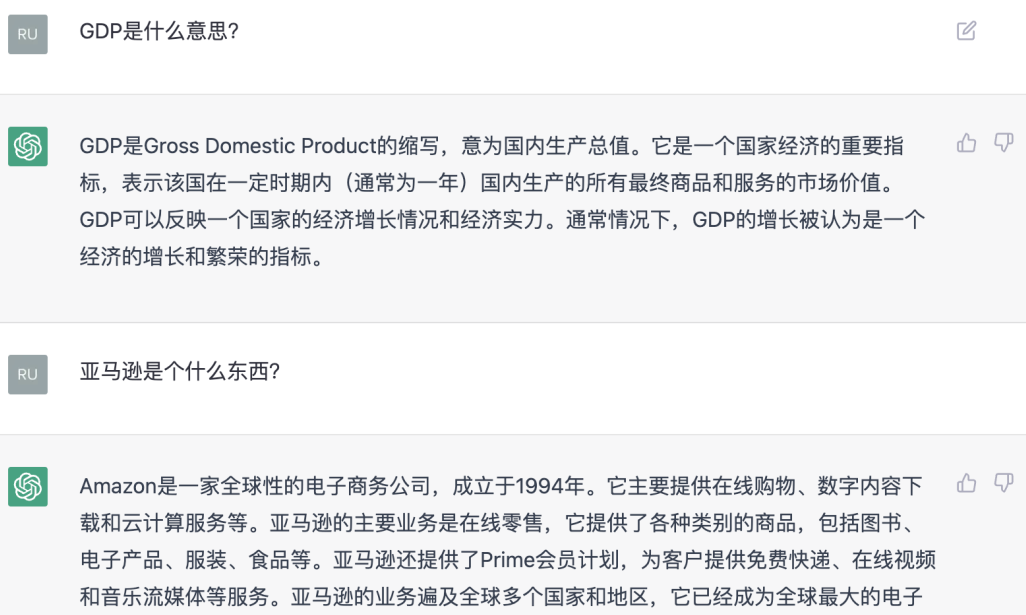 RU
GDP是什么意思?
GDP是Gross Domestic Product的缩写，意为国内生产总值。它是一个国家经济的重要指
标，表示该国在一定时期内（通常为一年）国内生产的所有最终商品和服务的市场价值。
GDP可以反映一个国家的经济增长情况和经济实力。通常情况下，GDP的增长被认为是一个
经济的增长和繁荣的指标。
RU
亚马逊是个什么东西?
Amazon是一家全球性的电子商务公司，成立于1994年。它主要提供在线购物、数字内容下
载和云计算服务等。亚马逊的主要业务是在线零售，它提供了各种类别的商品，包括图书、
电子产品、服装、食品等。亚马逊还提供了Prime会员计划，为客户提供免费快递、在线视频
和音乐流媒体等服务。亚马逊的业务遍及全球多个国家和地区，它已经成为全球最大的电子